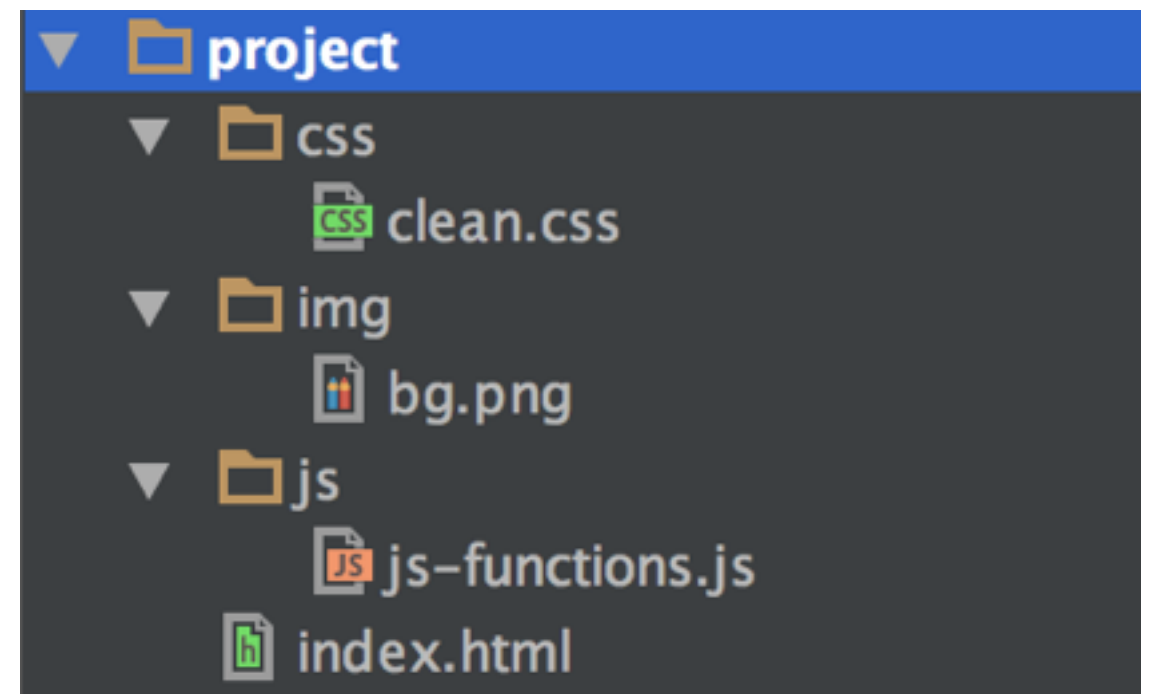 project
css
CSS clean.css
img
bg.png
js
JS js-functions.js
h index.html